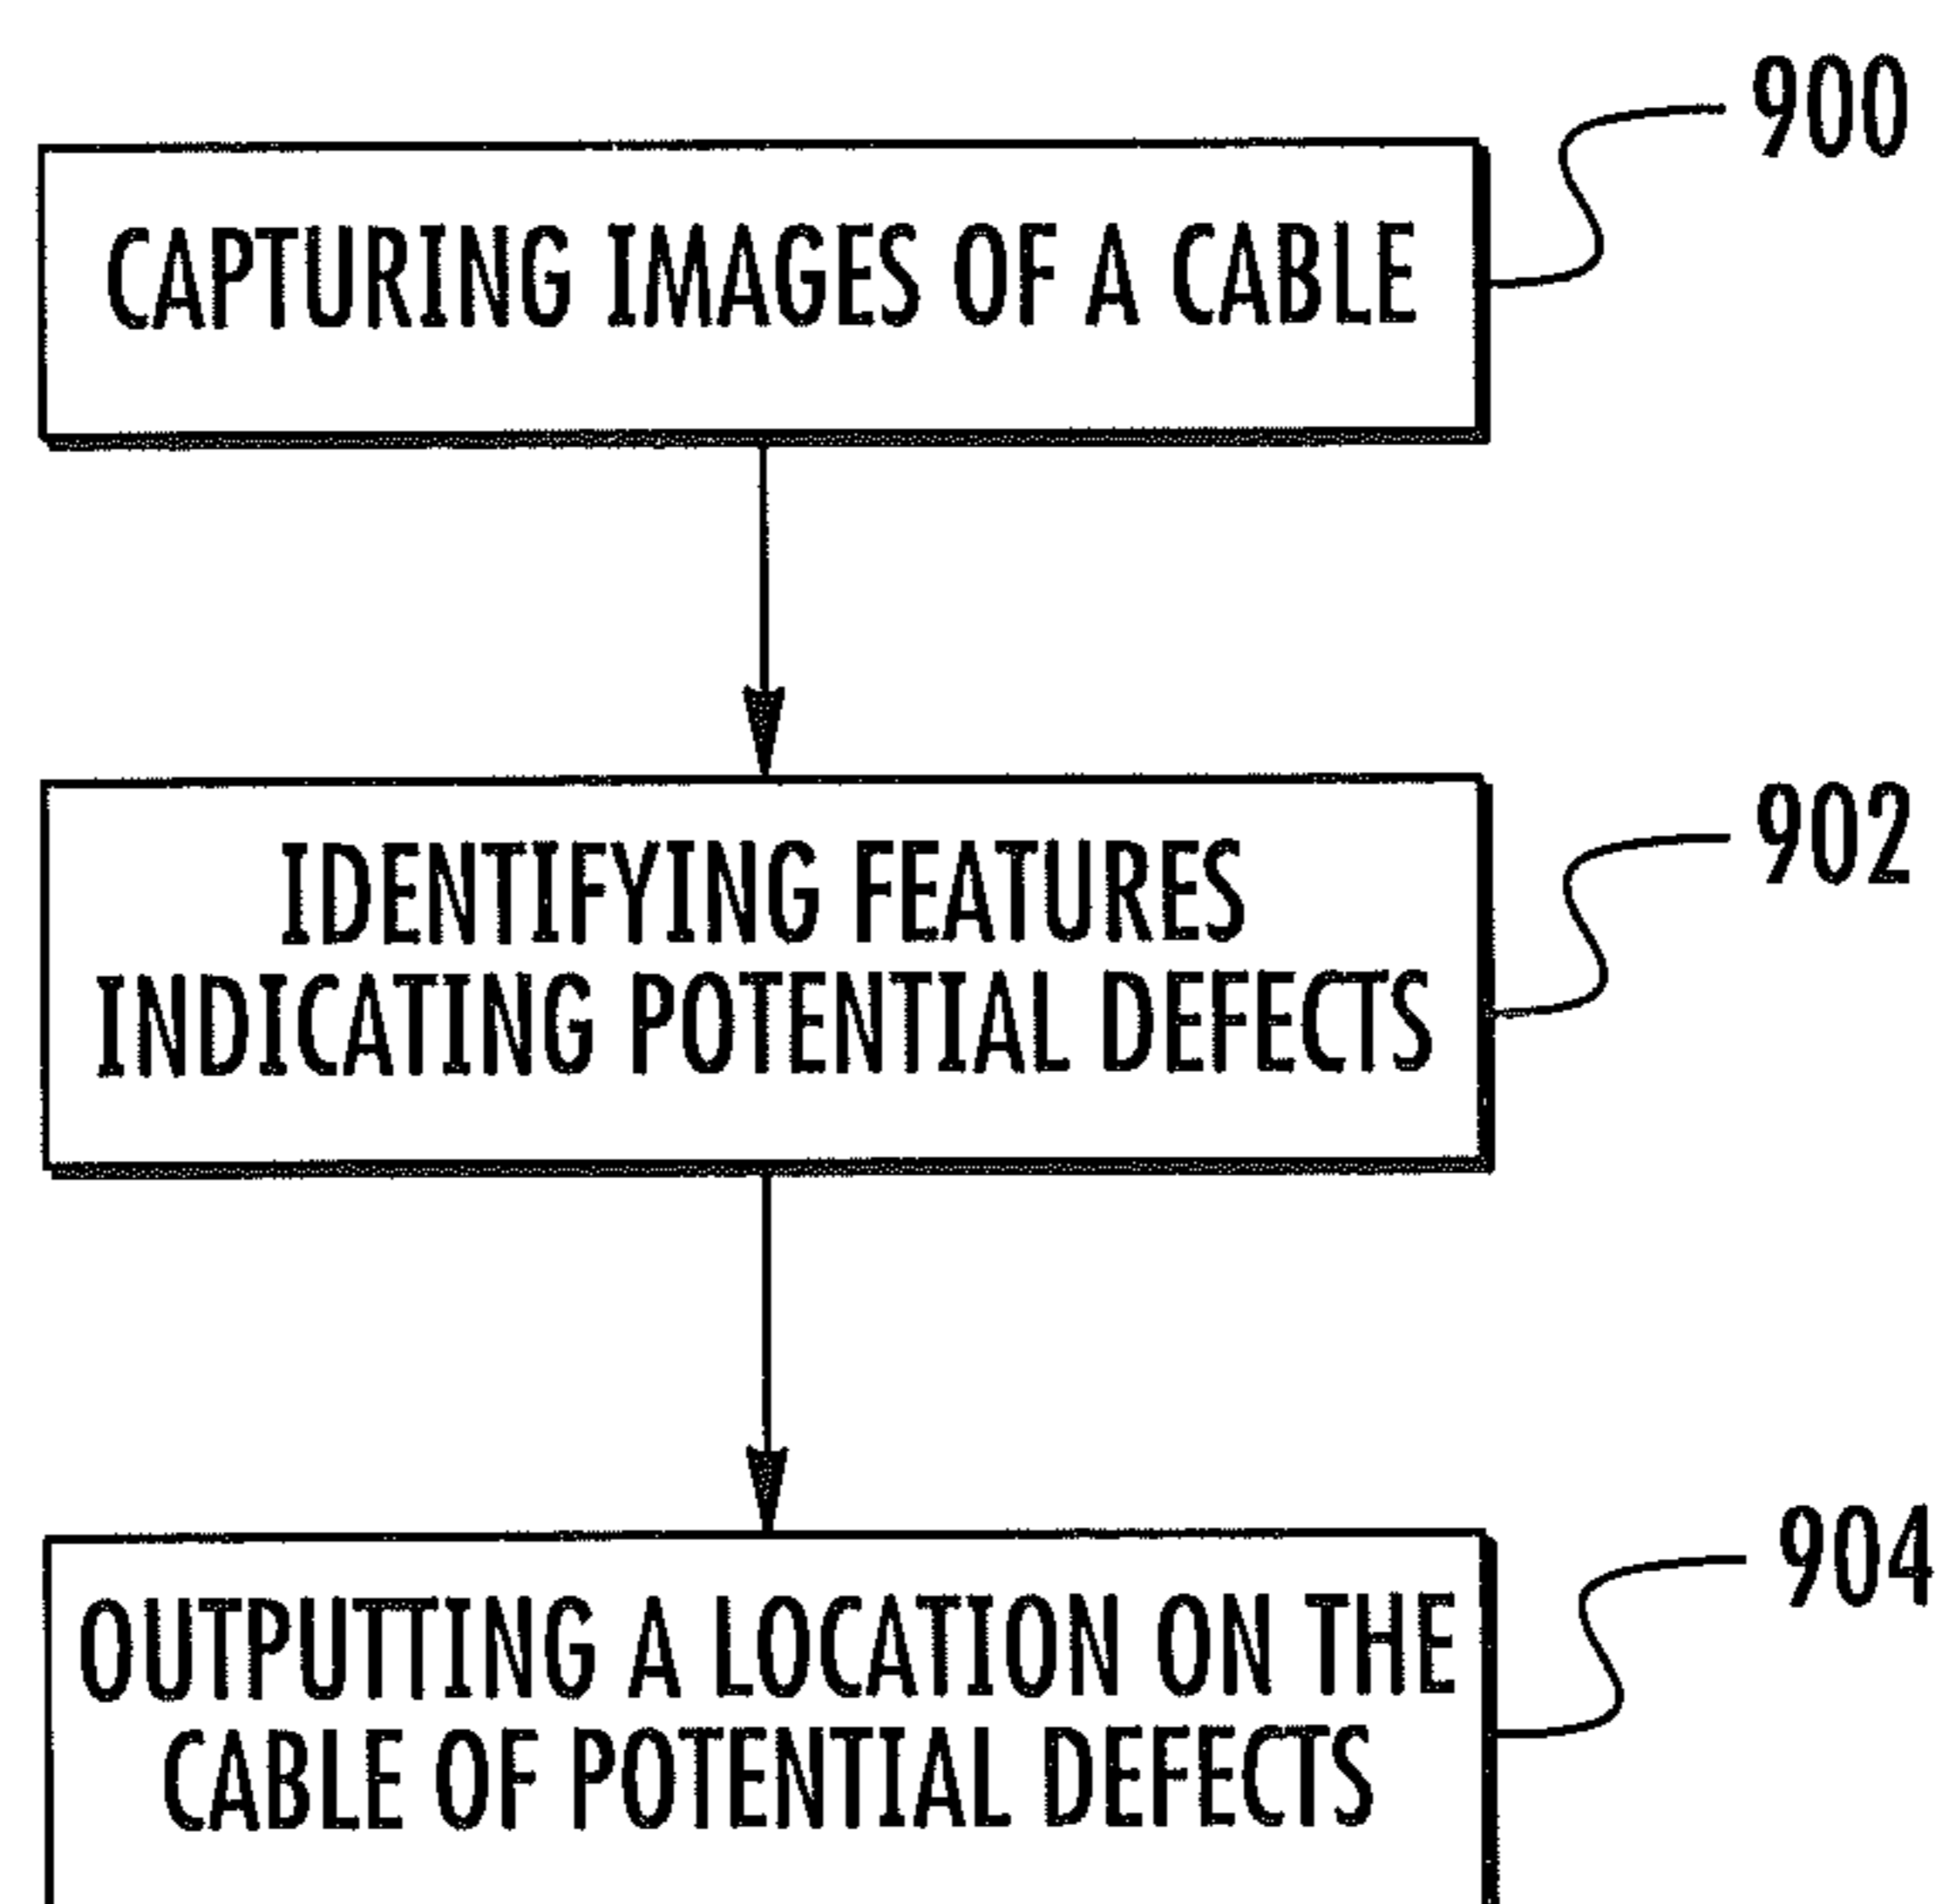 900
CAPTURING IMAGES OF A CABLE
902
IDENTIFYING FEATURES
INDICATING POTENTIAL DEFECTS
904
OUTPUTTING A LOCATION ON THE
CABLE OF POTENTIAL DEFECTS